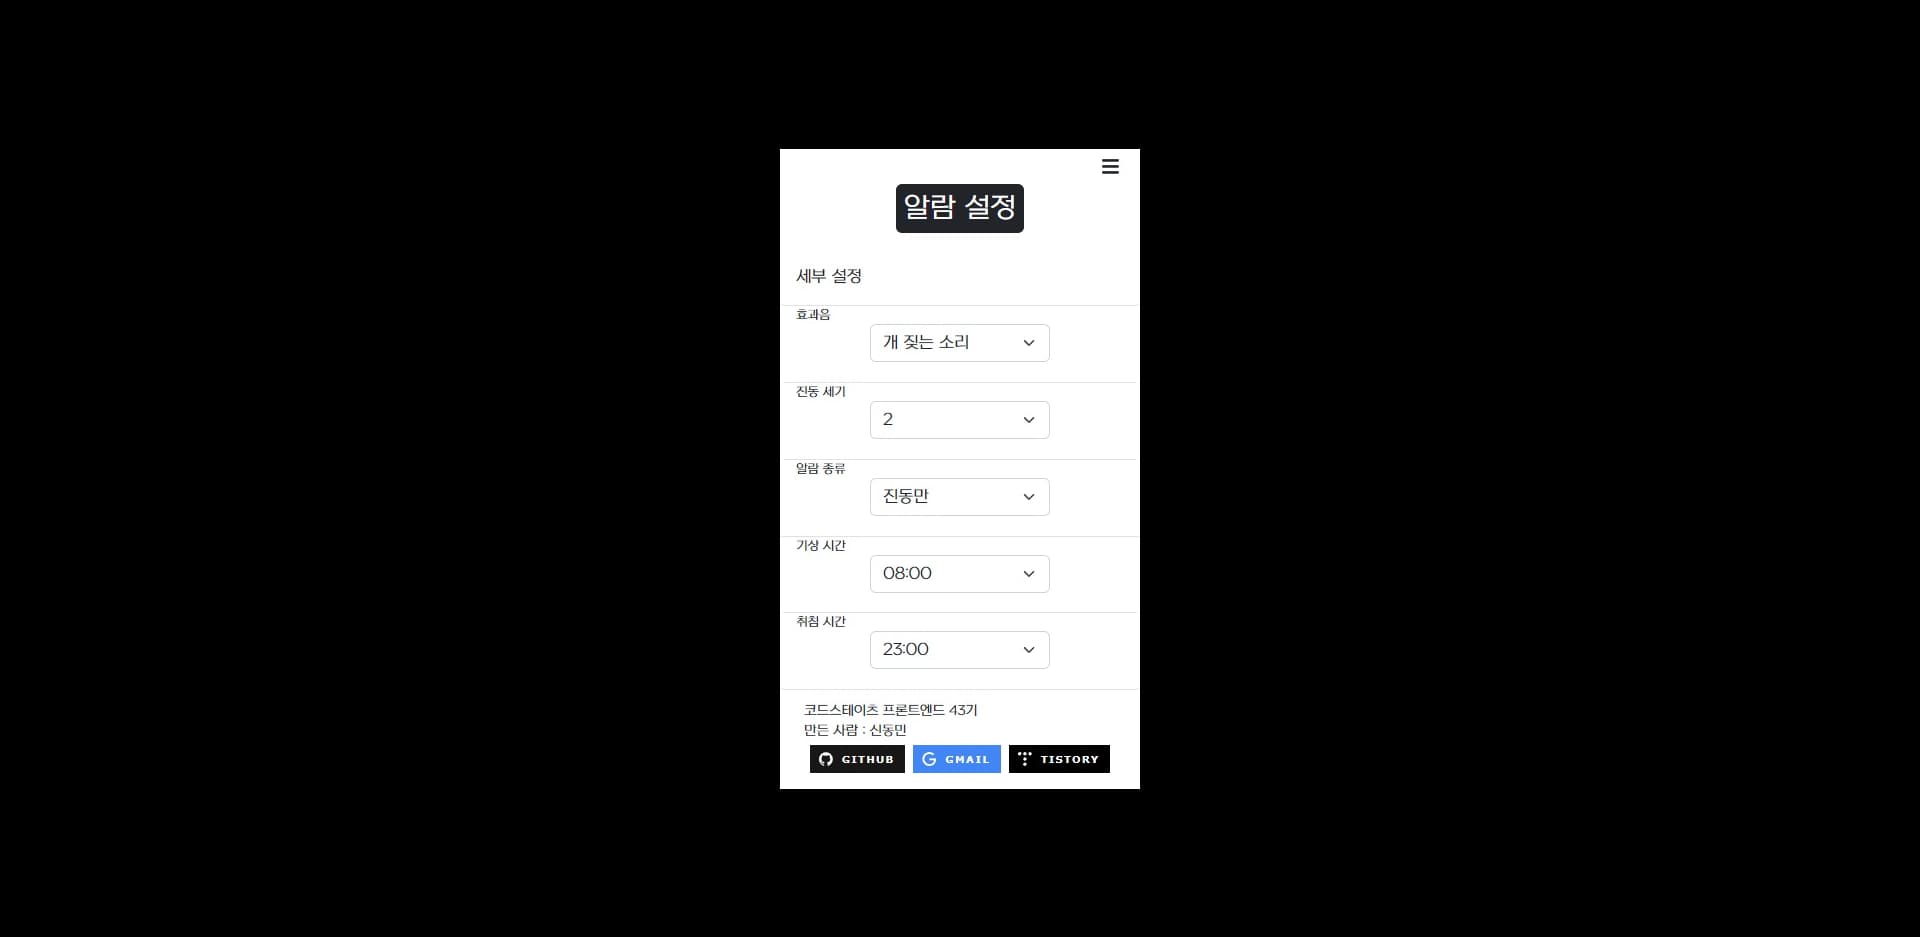 알람 설정
세부 설정
효과음
개 짖는 소리
진동 세기
2
알람 종류
진동만
기상 시간
08:00
취침 시간
23:00
코드스테이츠 프론트엔드 43기
만든 사람 : 신동민
GITHUB
GMAIL
TISTORY